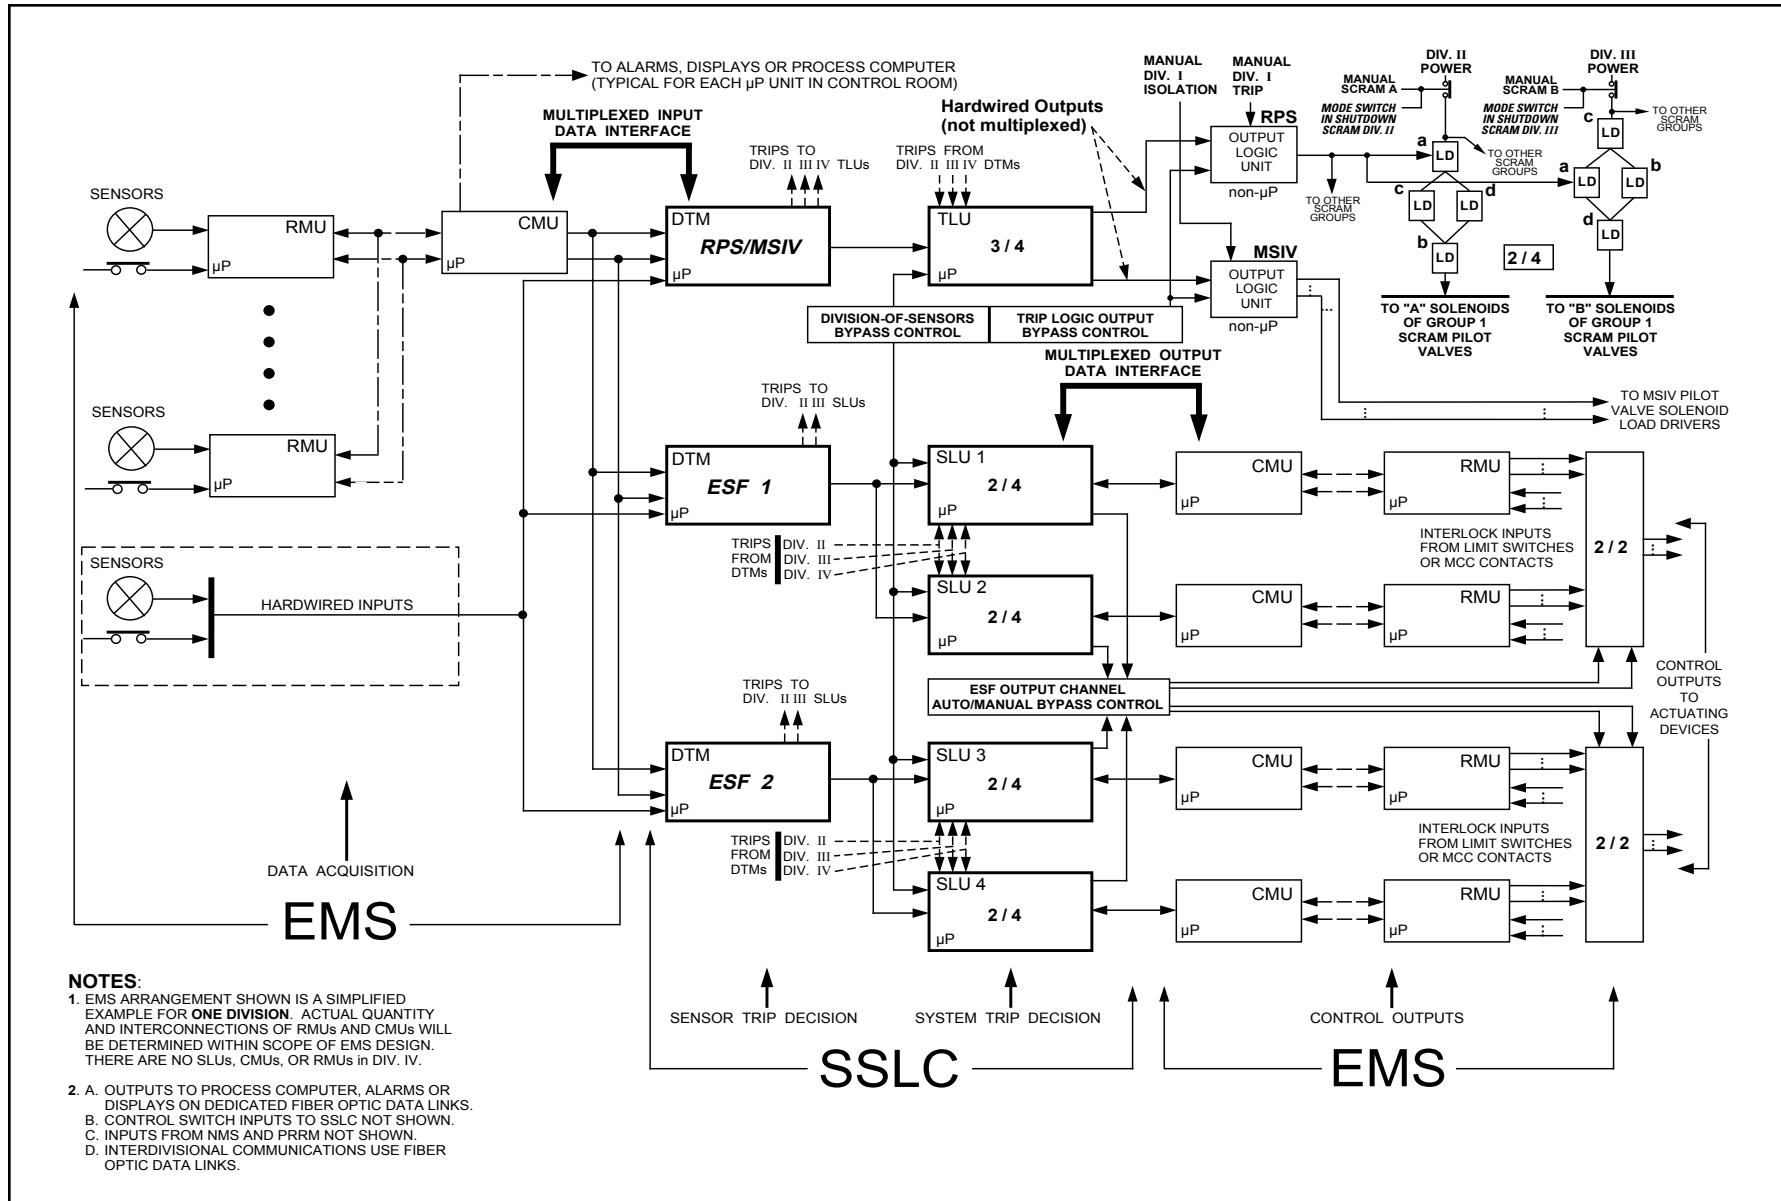 TO ALARMS, DISPLAYS OR PROCESS COMPUTER
(TYPICAL FOR EACH µP UNIT IN CONTROL ROOM)
MULTIPLEXED INPUT
DATA INTERFACE
Hardwired Outputs
(not multiplexed)
MANUAL
DIV. I
ISOLATION
MANUAL
DIV. I
TRIP
DIV. II
POWER
MANUAL
SCRAM A
MODE SWITCH
IN SHUTDOWN
SCRAM DIV. II
DIV. III
POWER
MANUAL
SCRAM B
MODE SWITCH
IN SHUTDOWN
SCRAM DIV. III
TO OTHER
SCRAM
GROUPS
TO OTHER
SCRAM
GROUPS
TO OTHER
SCRAM
GROUPS
RPS
OUTPUT
LOGIC
UNIT
non-µP
MSIV
OUTPUT
LOGIC
UNIT
non-µP
a
LD
c
LD
d
LD
b
LD
c
LD
a
LD
b
LD
d
LD
2 / 4
TO "A" SOLENOIDS
OF GROUP 1
SCRAM PILOT
VALVES
TO "B" SOLENOIDS
OF GROUP 1
SCRAM PILOT
VALVES
SENSORS
RMU
µP
CMU
µP
TRIPS TO
DIV. II III IV TLUs
DTM
RPS/MSIV
µP
TRIPS FROM
DIV. II III IV DTMs
TLU
3 / 4
µP
DIVISION-OF-SENSORS
BYPASS CONTROL
TRIP LOGIC OUTPUT
BYPASS CONTROL
MULTIPLEXED OUTPUT
DATA INTERFACE
TO MSIV PILOT
VALVE SOLENOID
LOAD DRIVERS
SENSORS
RMU
µP
TRIPS TO
DIV. II III SLUs
DTM
ESF 1
µP
SLU 1
2 / 4
µP
CMU
µP
RMU
µP
TRIPS
FROM
DTMs
DIV. II
DIV. III
DIV. IV
INTERLOCK INPUTS
FROM LIMIT SWITCHES
OR MCC CONTACTS
2 / 2
SENSORS
HARDWIRED INPUTS
SLU 2
2 / 4
µP
CMU
µP
RMU
µP
ESF OUTPUT CHANNEL
AUTO/MANUAL BYPASS CONTROL
CONTROL
OUTPUTS
TO
ACTUATING
DEVICES
TRIPS TO
DIV. II III SLUs
DTM
ESF 2
µP
SLU 3
2 / 4
µP
CMU
µP
RMU
µP
TRIPS
FROM
DTMs
DIV. II
DIV. III
DIV. IV
INTERLOCK INPUTS
FROM LIMIT SWITCHES
OR MCC CONTACTS
2 / 2
SLU 4
2 / 4
µP
CMU
µP
RMU
µP
DATA ACQUISITION
EMS
SENSOR TRIP DECISION
SYSTEM TRIP DECISION
SSLC
CONTROL OUTPUTS
EMS
NOTES:
1. EMS ARRANGEMENT SHOWN IS A SIMPLIFIED
EXAMPLE FOR ONE DIVISION. ACTUAL QUANTITY
AND INTERCONNECTIONS OF RMUs AND CMUs WILL
BE DETERMINED WITHIN SCOPE OF EMS DESIGN.
THERE ARE NO SLUs, CMUs, OR RMUs in DIV. IV.
2. A. OUTPUTS TO PROCESS COMPUTER, ALARMS OR
DISPLAYS ON DEDICATED FIBER OPTIC DATA LINKS.
B. CONTROL SWITCH INPUTS TO SSLC NOT SHOWN.
C. INPUTS FROM NMS AND PRRM NOT SHOWN.
D. INTERDIVISIONAL COMMUNICATIONS USE FIBER
OPTIC DATA LINKS.